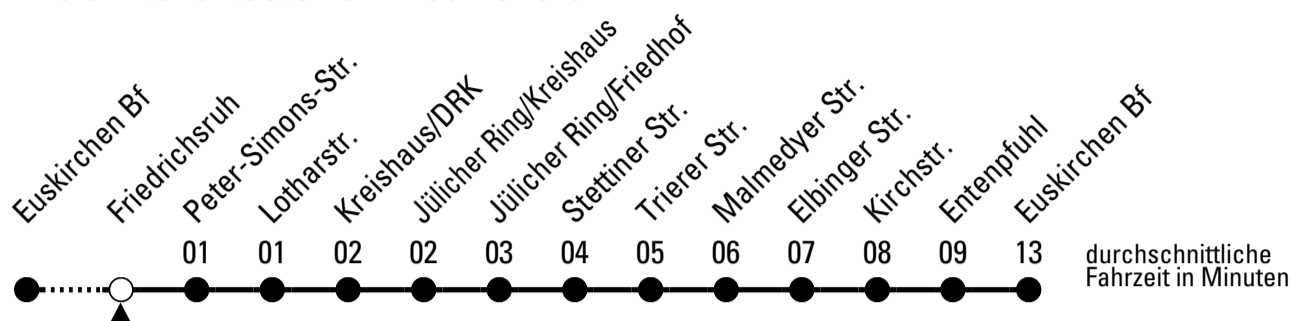 Euskirchen Bf
Friedrichsruh
Peter-Simons-Str.
Lotharstr.
Kreishaus/DRK
Jülicher Ring/Kreishaus
Jülicher Ring/Friedhof
Stettiner Str.
Trierer Str.
Malmedyer Str.
Elbinger Str.
Kirchstr.
Entenpfuhl
Euskirchen Bf
01 01 02 02 03 04 05 06 07 08 09 13
durchschnittliche
Fahrzeit in Minuten